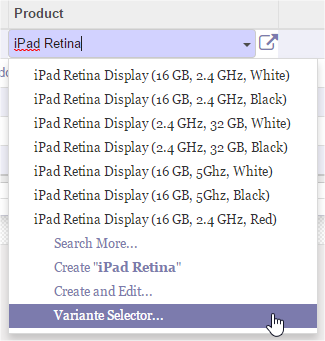 Product
iPad Retina
iPad Retina Display (16 GB, 2.4 GHz, White)
iPad Retina Display (16 GB, 2.4 GHz, Black)
iPad Retina Display (2.4 GHz, 32 GB, White)
iPad Retina Display (2.4 GHz, 32 GB, Black)
iPad Retina Display (16 GB, 5Ghz, White)
iPad Retina Display (16 GB, 5Ghz, Black)
iPad Retina Display (16 GB, 2.4 GHz, Red)
Search More...
Create "iPad Retina"
Create and Edit...
Variante Selector...